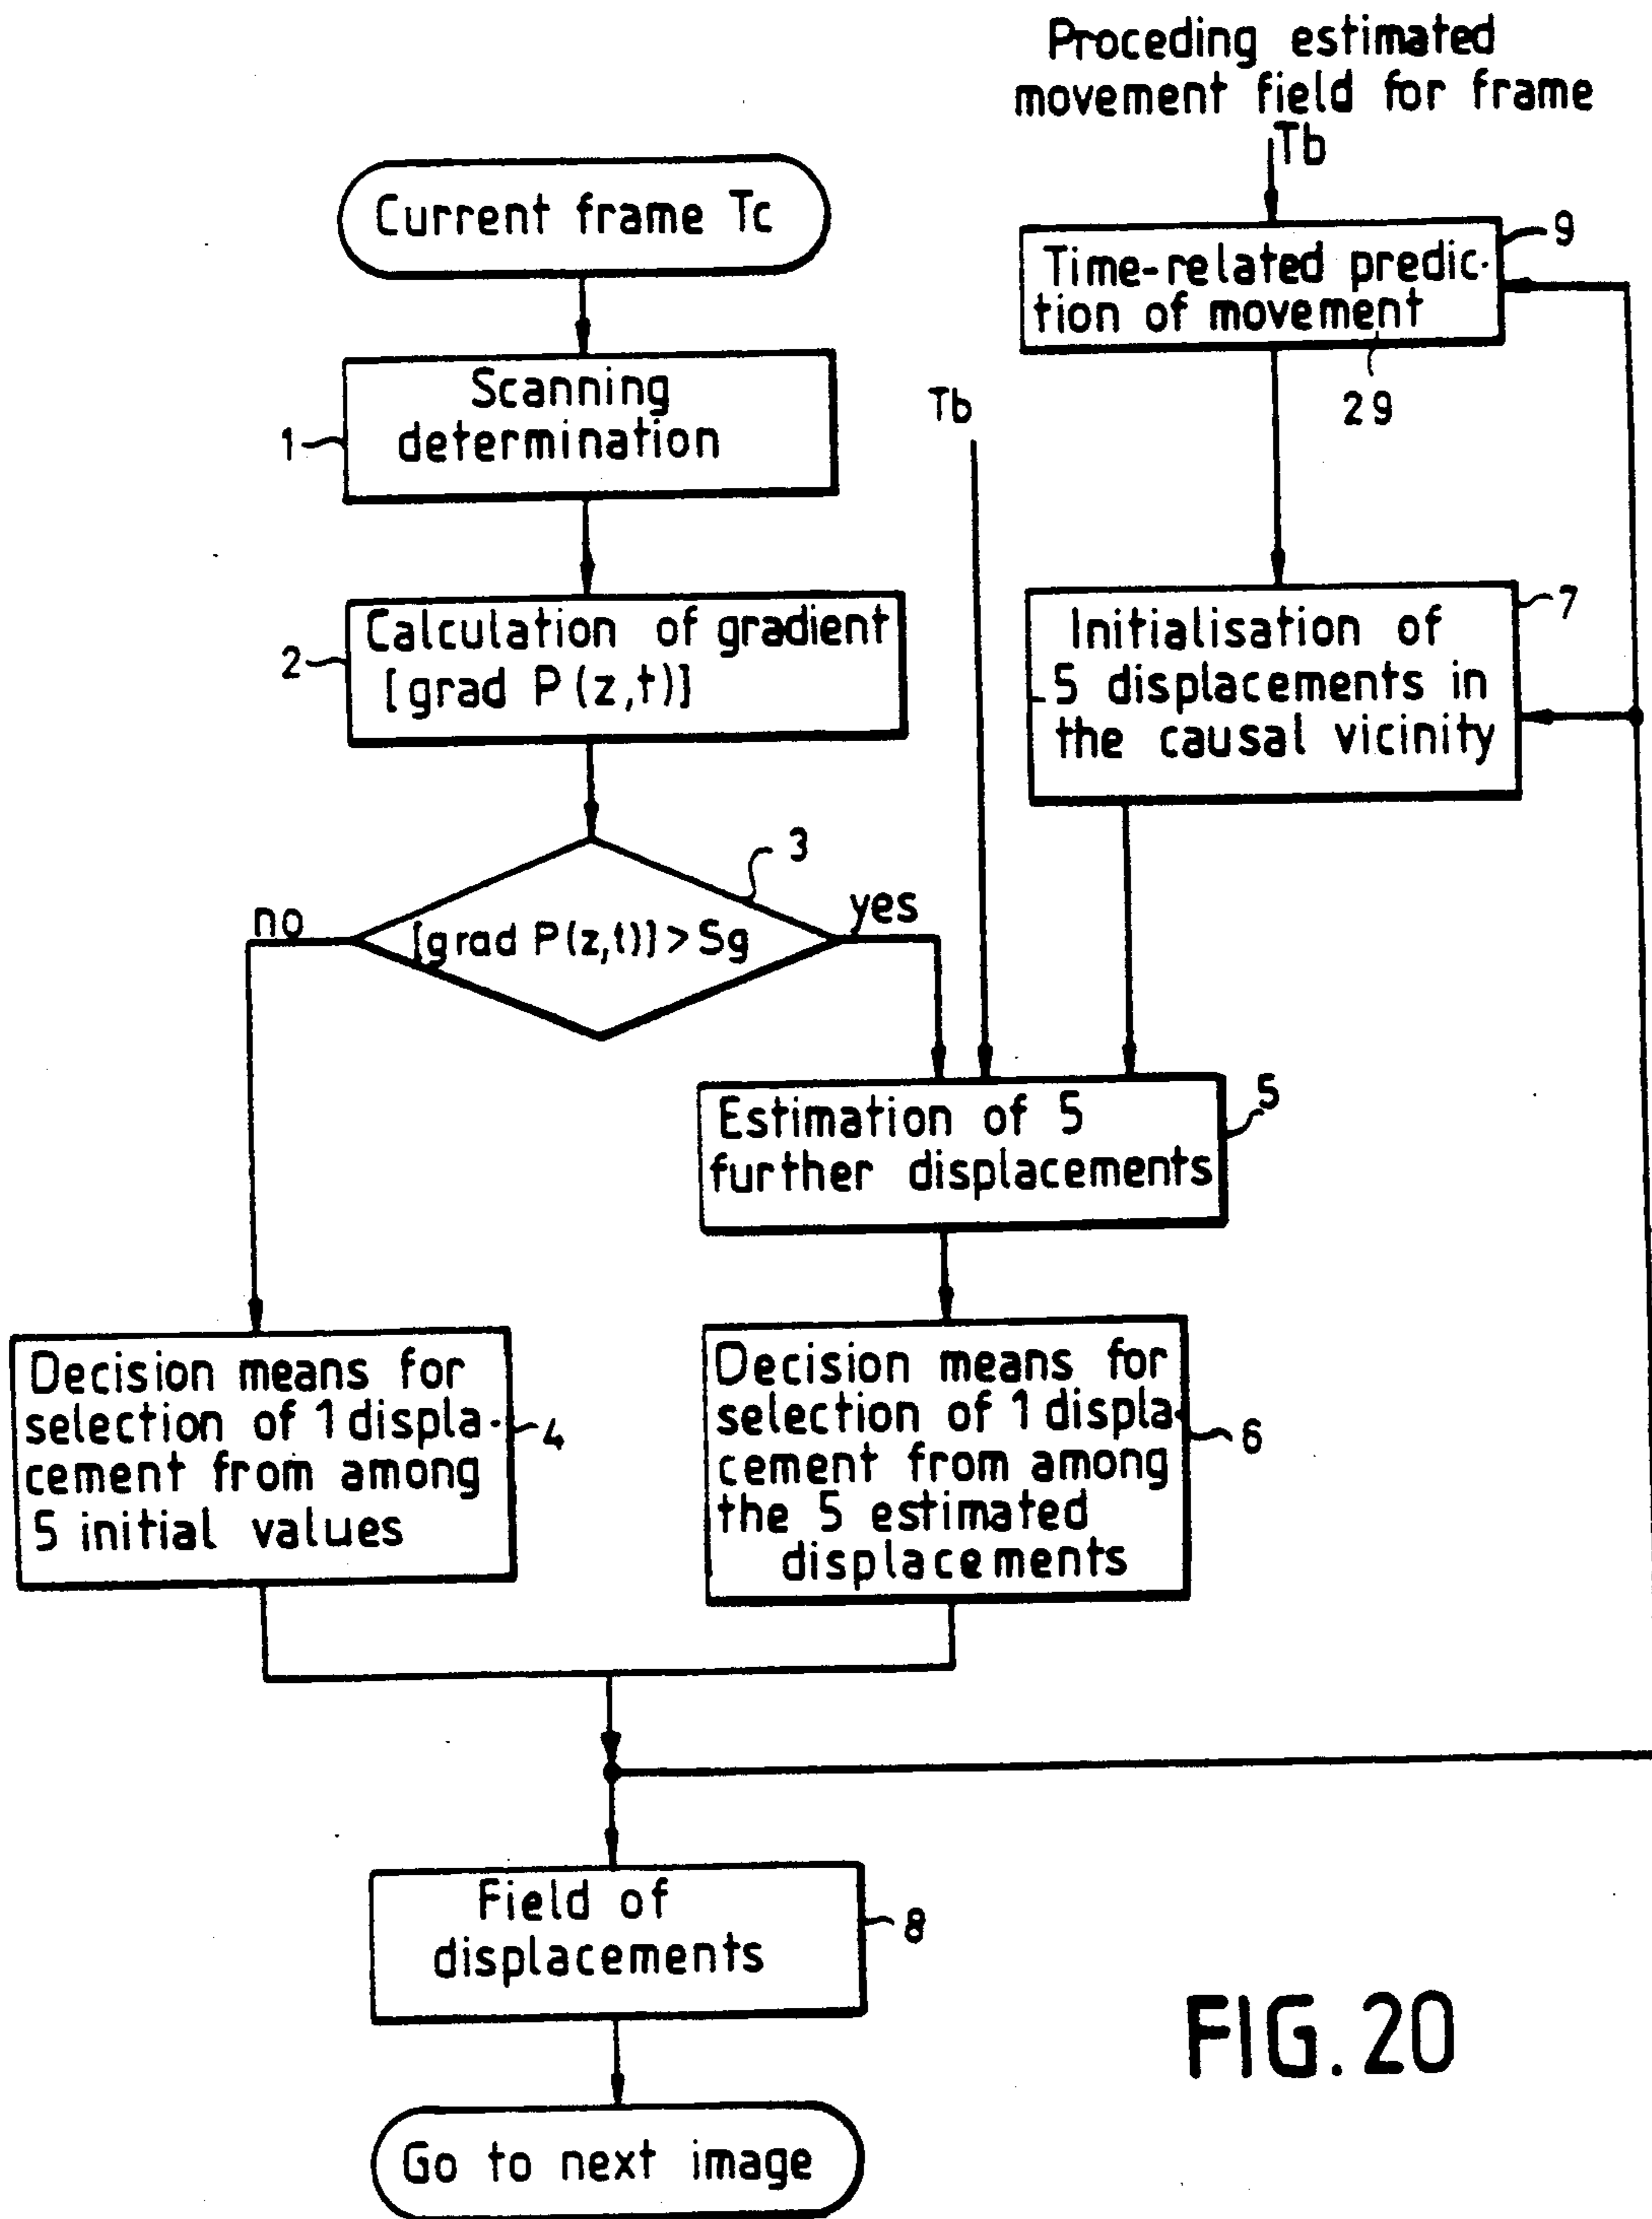 Proceding estimated
movement field for frame
Tb
Current frame Tc
9
Time-related predic-
tion of movement
29
Scanning
determination
1
Tb
Calculation of gradient
[grad P(z,t)]
2
7
Initialisation of
5 displacements in
the causal vicinity
3
no
[grad P(z,t)] > Sg
yes
Estimation of 5
further displacements
5
Decision means for
selection of 1 displa-
cement from among
5 initial values
4
Decision means for
selection of 1 displa-
cement from among
the 5 estimated
displacements
6
Field of
displacements
8
Go to next image
FIG. 20